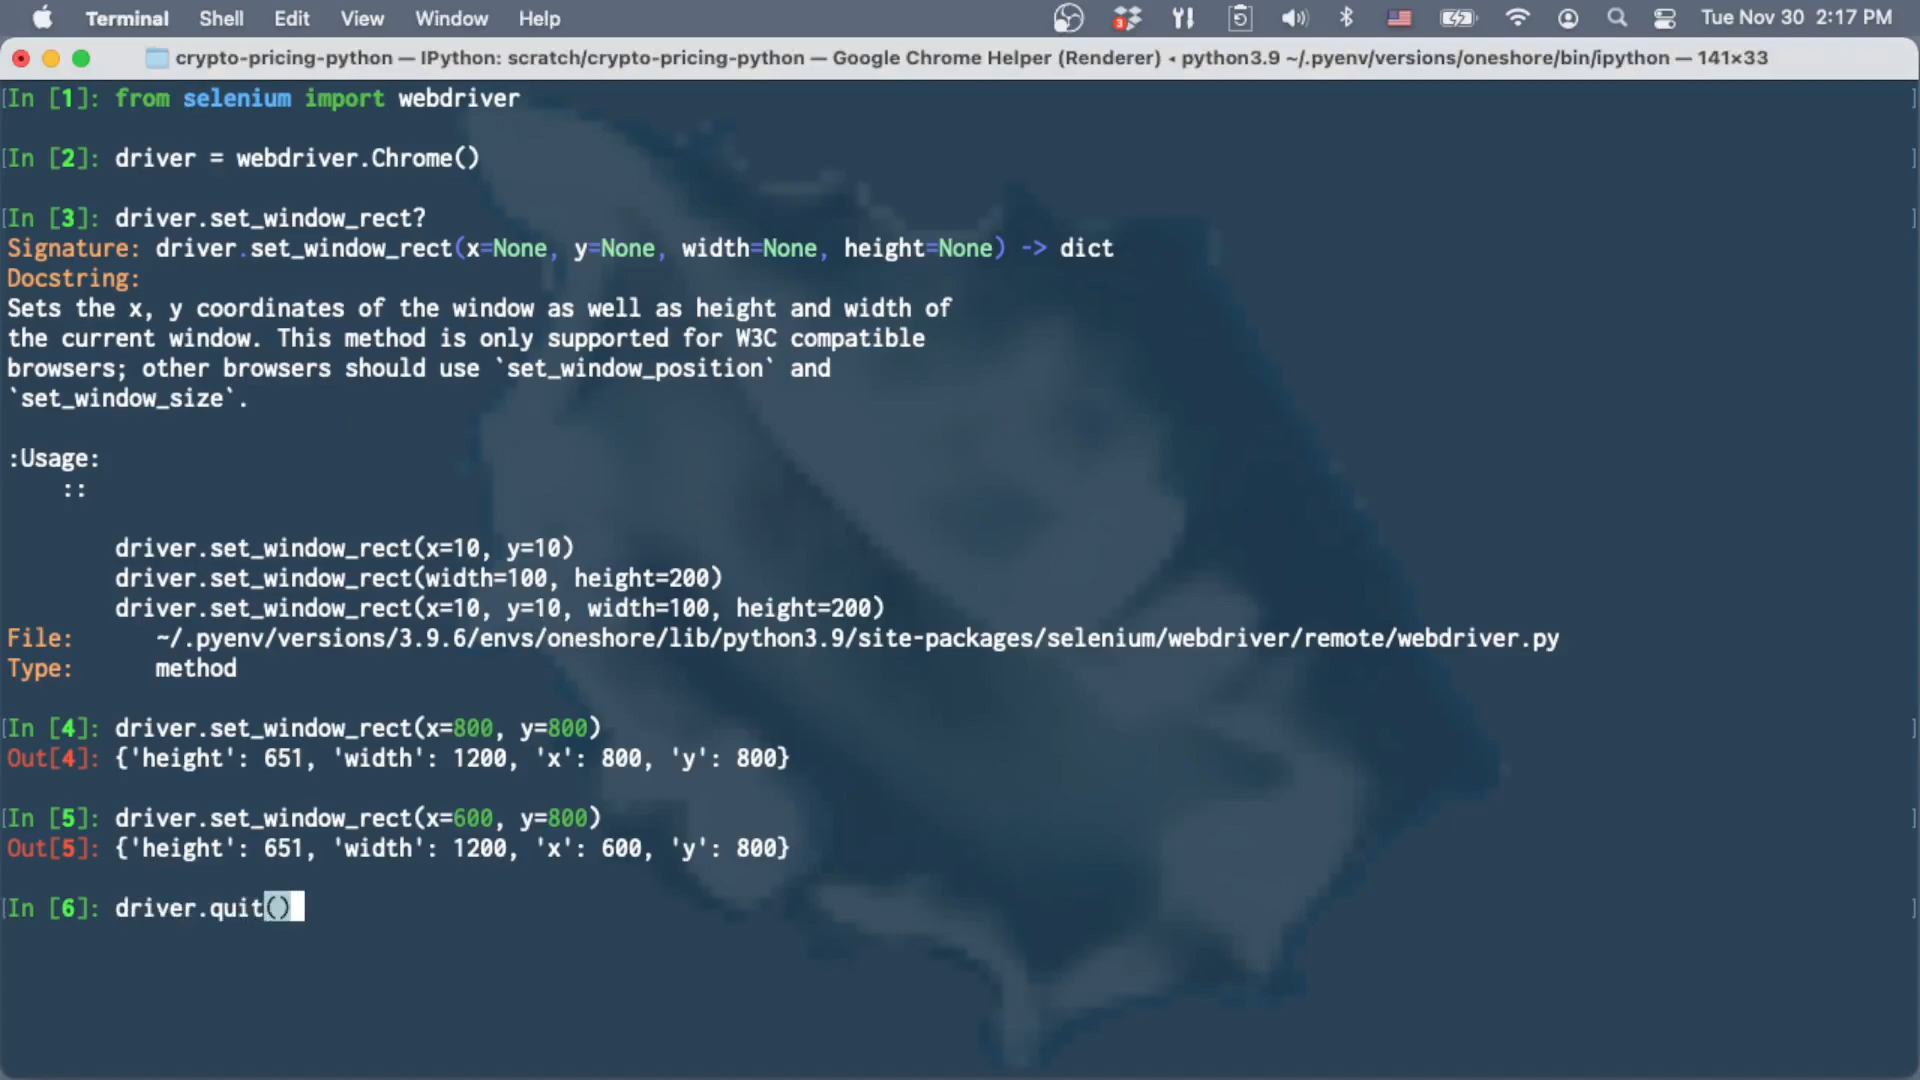 Terminal Shell Edit View Window Help 3 Tue Nov 30 2:17 PM
crypto-pricing-python — IPython: scratch/crypto-pricing-python — Google Chrome Helper (Renderer) ◂ python3.9 ~/.pyenv/versions/oneshore/bin/ipython — 141×33
[In [1]: from selenium import webdriver ]
[In [2]: driver = webdriver.Chrome() ]
[In [3]: driver.set_window_rect? ]
Signature: driver.set_window_rect(x=None, y=None, width=None, height=None) -> dict
Docstring:
Sets the x, y coordinates of the window as well as height and width of
the current window. This method is only supported for W3C compatible
browsers; other browsers should use `set_window_position` and
`set_window_size`.
:Usage:
::
driver.set_window_rect(x=10, y=10)
driver.set_window_rect(width=100, height=200)
driver.set_window_rect(x=10, y=10, width=100, height=200)
File: ~/.pyenv/versions/3.9.6/envs/oneshore/lib/python3.9/site-packages/selenium/webdriver/remote/webdriver.py
Type: method
[In [4]: driver.set_window_rect(x=800, y=800) ]
Out[4]: {'height': 651, 'width': 1200, 'x': 800, 'y': 800}
[In [5]: driver.set_window_rect(x=600, y=800) ]
Out[5]: {'height': 651, 'width': 1200, 'x': 600, 'y': 800}
[In [6]: driver.quit() ]